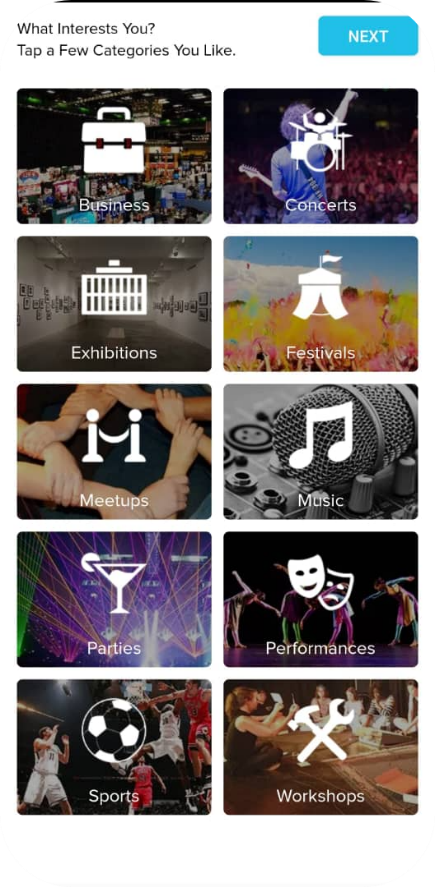 What Interests You?
Tap a Few Categories You Like.
NEXT
Business
Concerts
Exhibitions
Festivals
Meetups
Music
Parties
Performances
Sports
Workshops